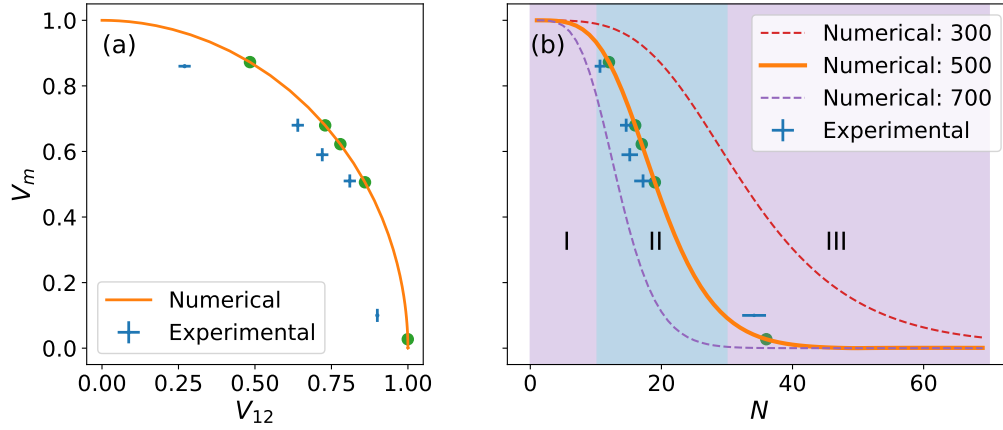 (a)
1.0
0.8
0.6
0.4
0.2
0.0
V_m
Numerical
Experimental
0.00 0.25 0.50 0.75 1.00
V_12
(b)
Numerical: 300
Numerical: 500
Numerical: 700
Experimental
I II III
0 20 40 60
N